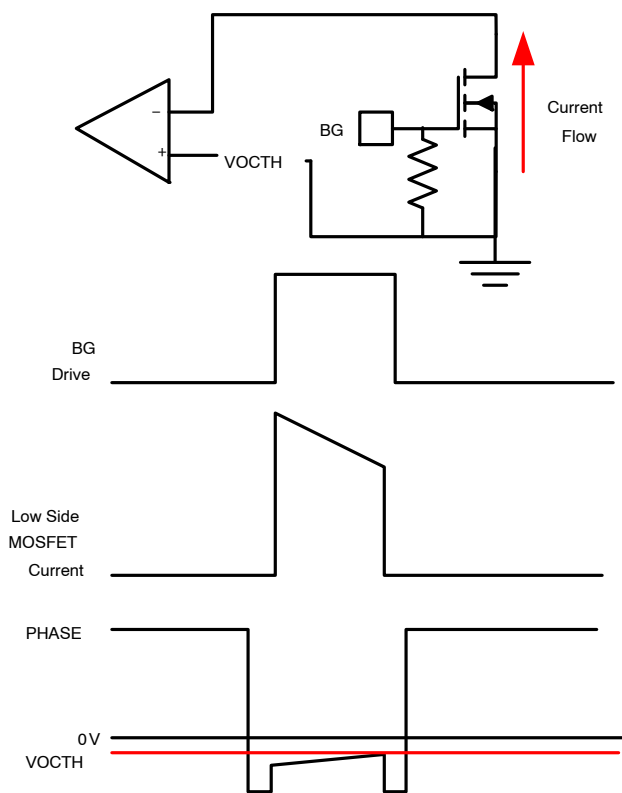 −
+
VOCTH
BG
Current
Flow
BG
Drive
Low Side
MOSFET
Current
PHASE
0V
VOCTH